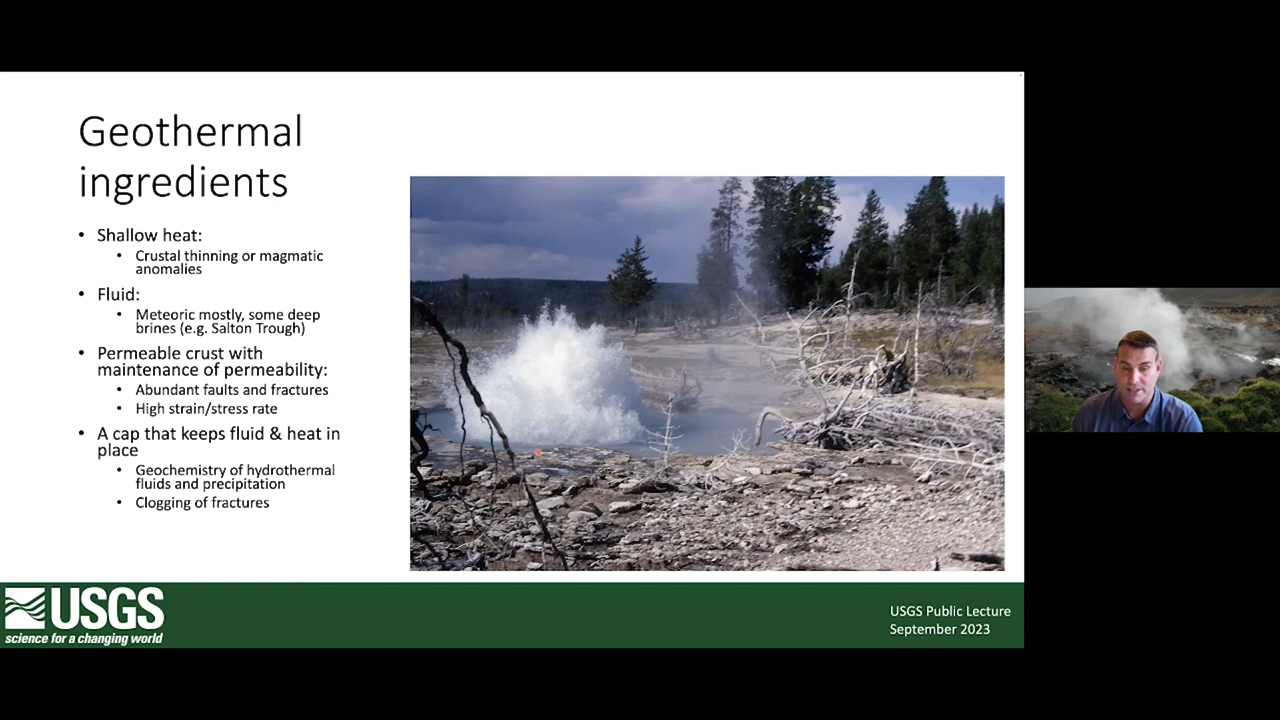 Geothermal
ingredients
• Shallow heat:
• Crustal thinning or magmatic
anomalies
• Fluid:
• Meteoric mostly, some deep
brines (e.g. Salton Trough)
• Permeable crust with
maintenance of permeability:
• Abundant faults and fractures
• High strain/stress rate
• A cap that keeps fluid & heat in
place
• Geochemistry of hydrothermal
fluids and precipitation
• Clogging of fractures
USGS
science for a changing world
USGS Public Lecture
September 2023